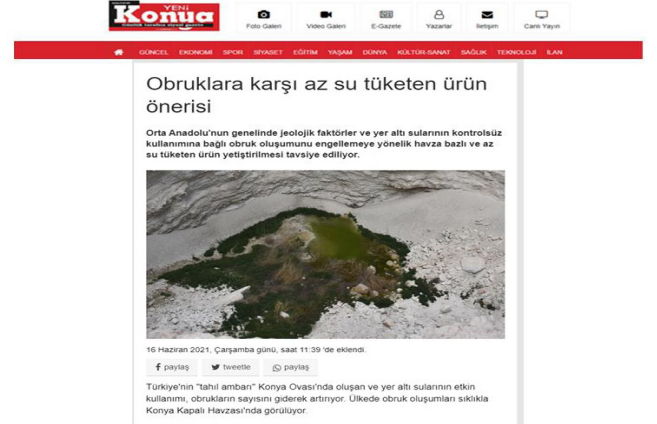 YENİ
Konya
Foto Galeri
Video Galeri
E-Gazete
Yazarlar
İletişim
Canlı Yayın
GÜNCEL EKONOMİ SPOR SİYASET EĞİTİM YAŞAM DÜNYA KÜLTÜR-SANAT SAĞLIK TEKNOLOJİ İLAN
Obruklara karşı az su tüketen ürün
önerisi
Orta Anadolu'nun genelinde jeolojik faktörler ve yer altı sularının kontrolsüz
kullanımına bağlı obruk oluşumunu engellemeye yönelik havza bazlı ve az
su tüketen ürün yetiştirilmesi tavsiye ediliyor.
16 Haziran 2021, Çarşamba günü, saat 11:39 'de eklendi.
paylaş
tweetle
paylaş
Türkiye'nin "tahıl ambarı" Konya Ovası'nda oluşan ve yer altı sularının etkin
kullanımı, obrukların sayısını giderek artırıyor. Ülkede obruk oluşumları sıklıkla
Konya Kapalı Havzası'nda görülüyor.